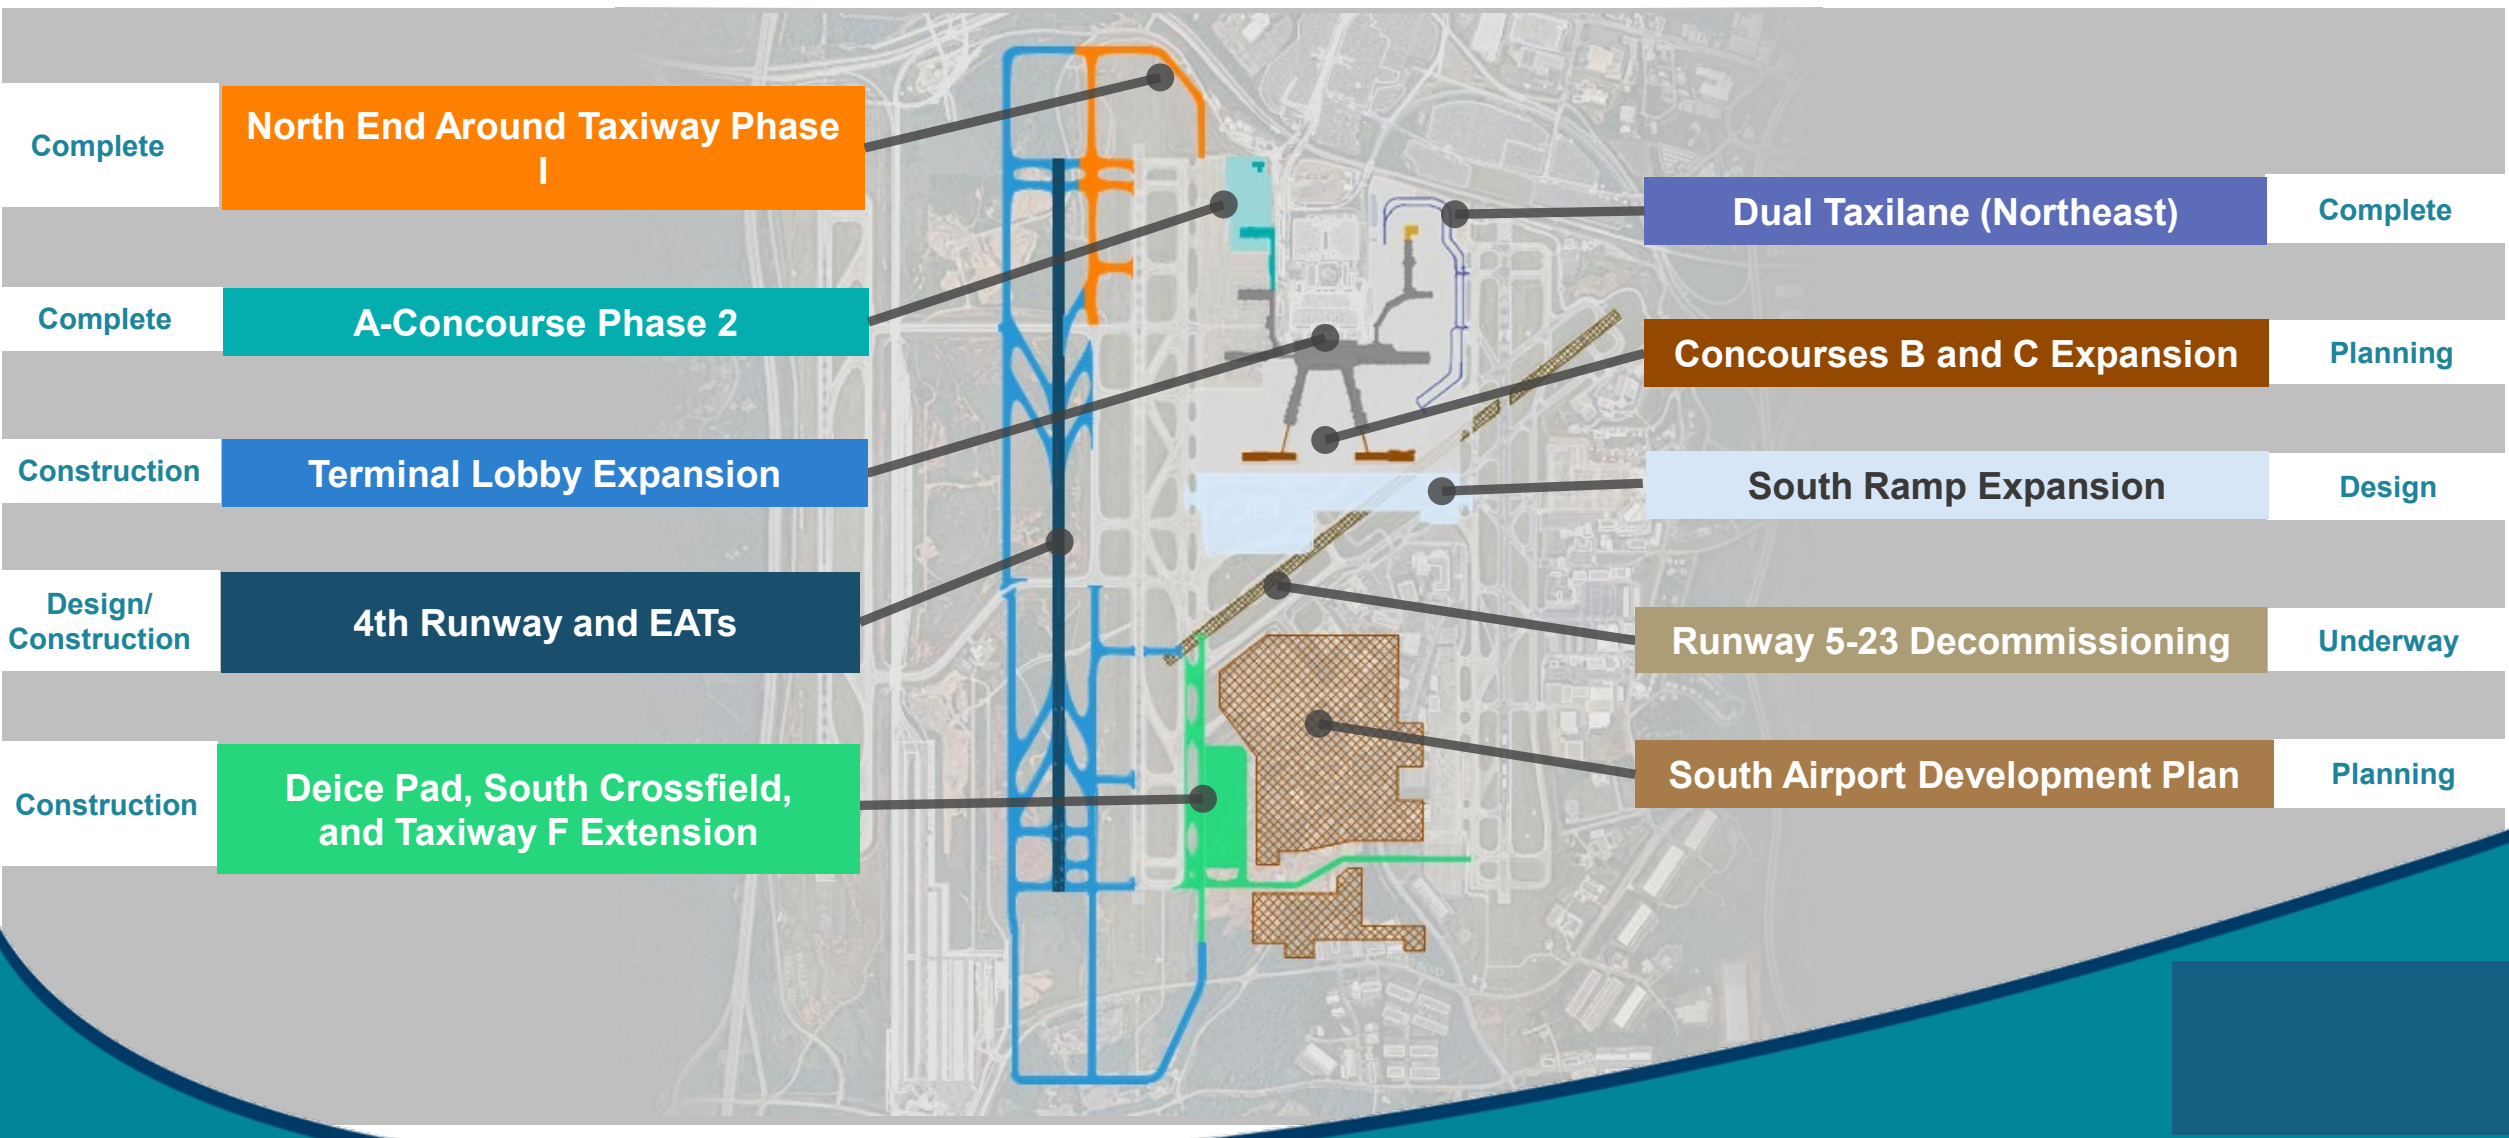 Complete
North End Around Taxiway Phase
I
Complete
A-Concourse Phase 2
Construction
Terminal Lobby Expansion
Design/
Construction
4th Runway and EATs
Construction
Deice Pad, South Crossfield,
and Taxiway F Extension
Dual Taxilane (Northeast)
Complete
Concourses B and C Expansion
Planning
South Ramp Expansion
Design
Runway 5-23 Decommissioning
Underway
South Airport Development Plan
Planning